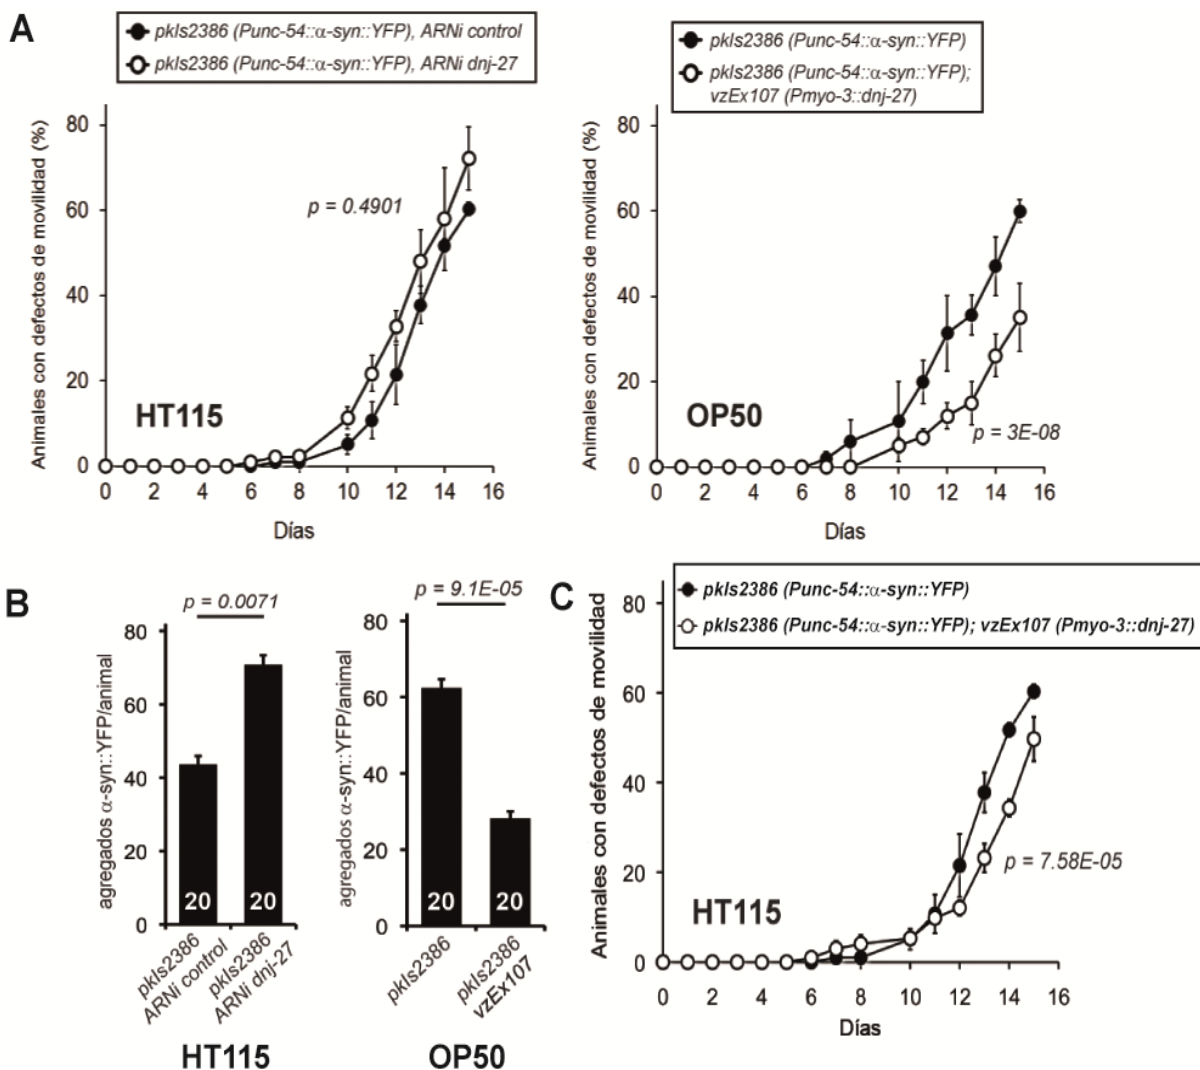 A
pkIs2386 (Punc-54::α-syn::YFP), ARNi control
pkIs2386 (Punc-54::α-syn::YFP), ARNi dnj-27
Animales con defectos de movilidad (%)
80
60
40
20
0
p = 0.4901
HT115
0 2 4 6 8 10 12 14 16
Días
pkIs2386 (Punc-54::α-syn::YFP)
pkIs2386 (Punc-54::α-syn::YFP);
vzEx107 (Pmyo-3::dnj-27)
Animales con defectos de movilidad (%)
80
60
40
20
0
OP50
p = 3E-08
0 2 4 6 8 10 12 14 16
Días
B
p = 0.0071
agregados α-syn::YFP/animal
80
60
40
20
0
20 20
pkIs2386
ARNi control
pkIs2386
ARNi dnj-27
HT115
p = 9.1E-05
agregados α-syn::YFP/animal
80
60
40
20
0
20 20
pkIs2386
pkIs2386
vzEx107
OP50
C
pkIs2386 (Punc-54::α-syn::YFP)
pkIs2386 (Punc-54::α-syn::YFP); vzEx107 (Pmyo-3::dnj-27)
Animales con defectos de movilidad
80
60
40
20
0
p = 7.58E-05
HT115
0 2 4 6 8 10 12 14 16
Días